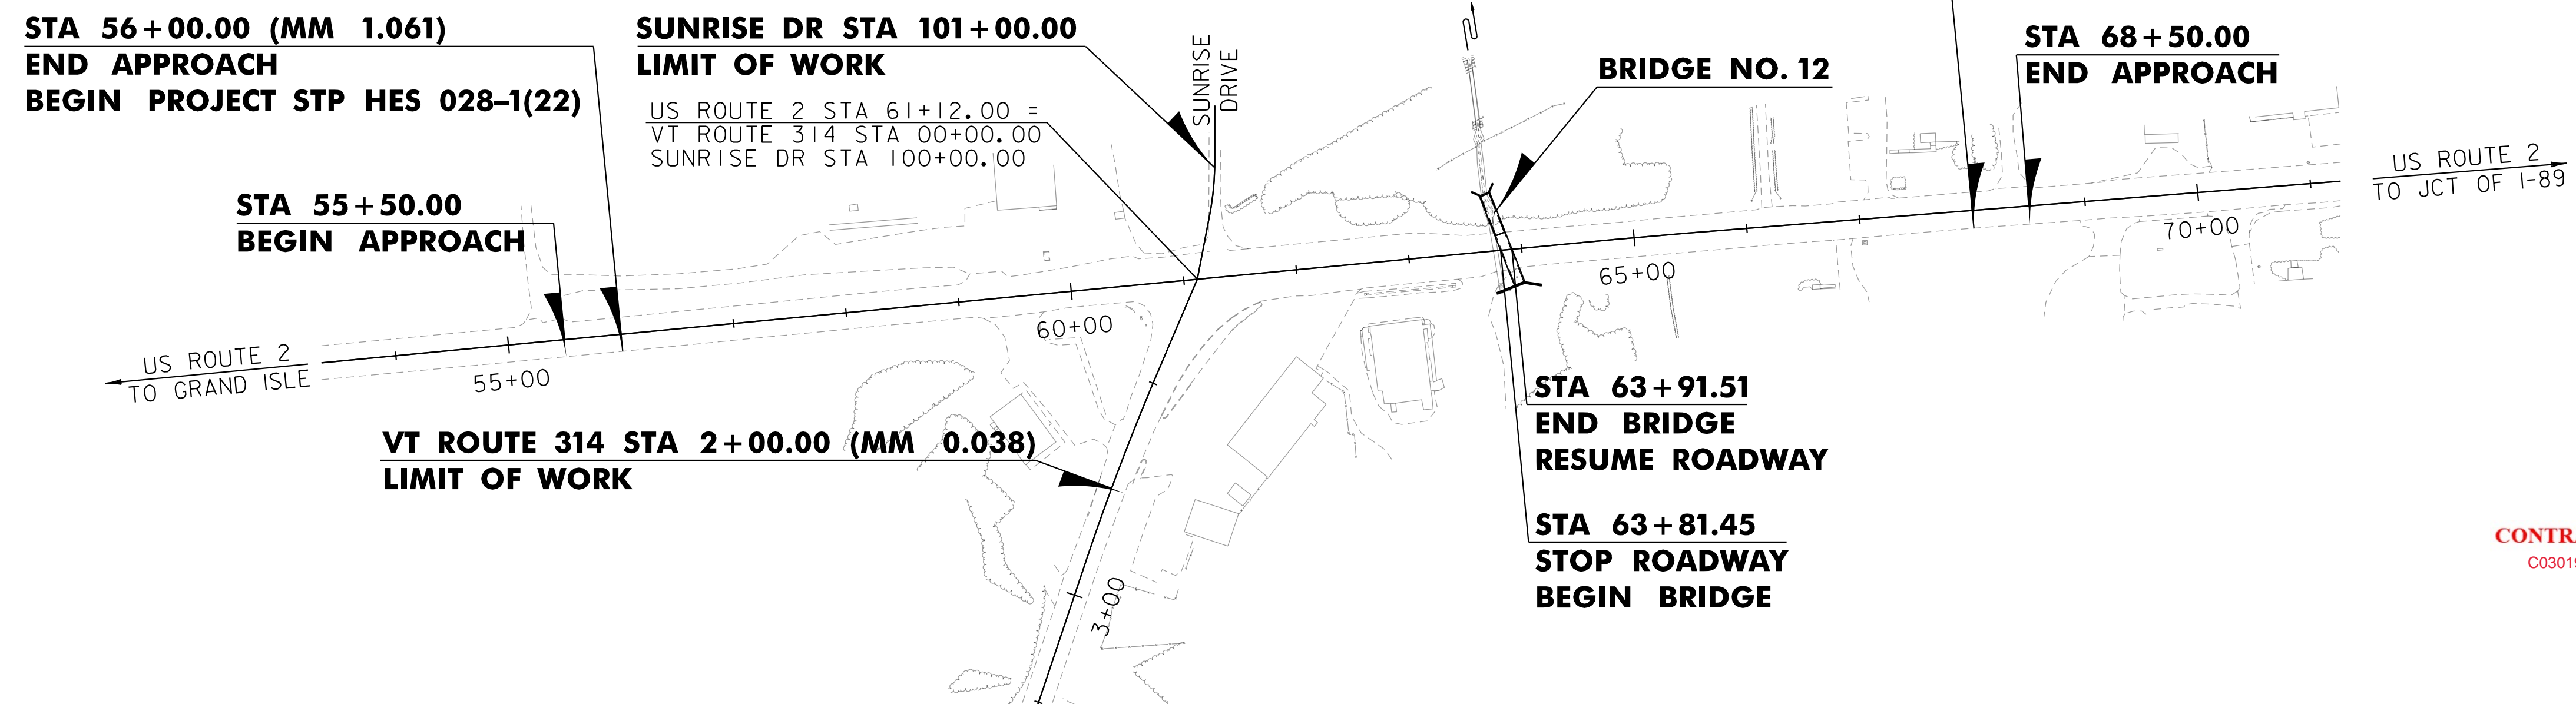 STA 56+00.00 (MM 1.061)
END APPROACH
BEGIN PROJECT STP HES 028-1(22)
SUNRISE DR STA 101+00.00
LIMIT OF WORK
US ROUTE 2 STA 61+12.00 =
VT ROUTE 314 STA 00+00.00
SUNRISE DR STA 100+00.00
SUNRISE
DRIVE
BRIDGE NO. 12
STA 68+50.00
END APPROACH
US ROUTE 2
TO JCT OF I-89
STA 55+50.00
BEGIN APPROACH
70+00
65+00
60+00
55+00
US ROUTE 2
TO GRAND ISLE
STA 63+91.51
END BRIDGE
RESUME ROADWAY
VT ROUTE 314 STA 2+00.00 (MM 0.038)
LIMIT OF WORK
STA 63+81.45
STOP ROADWAY
BEGIN BRIDGE
3+00
CONTR
C0301